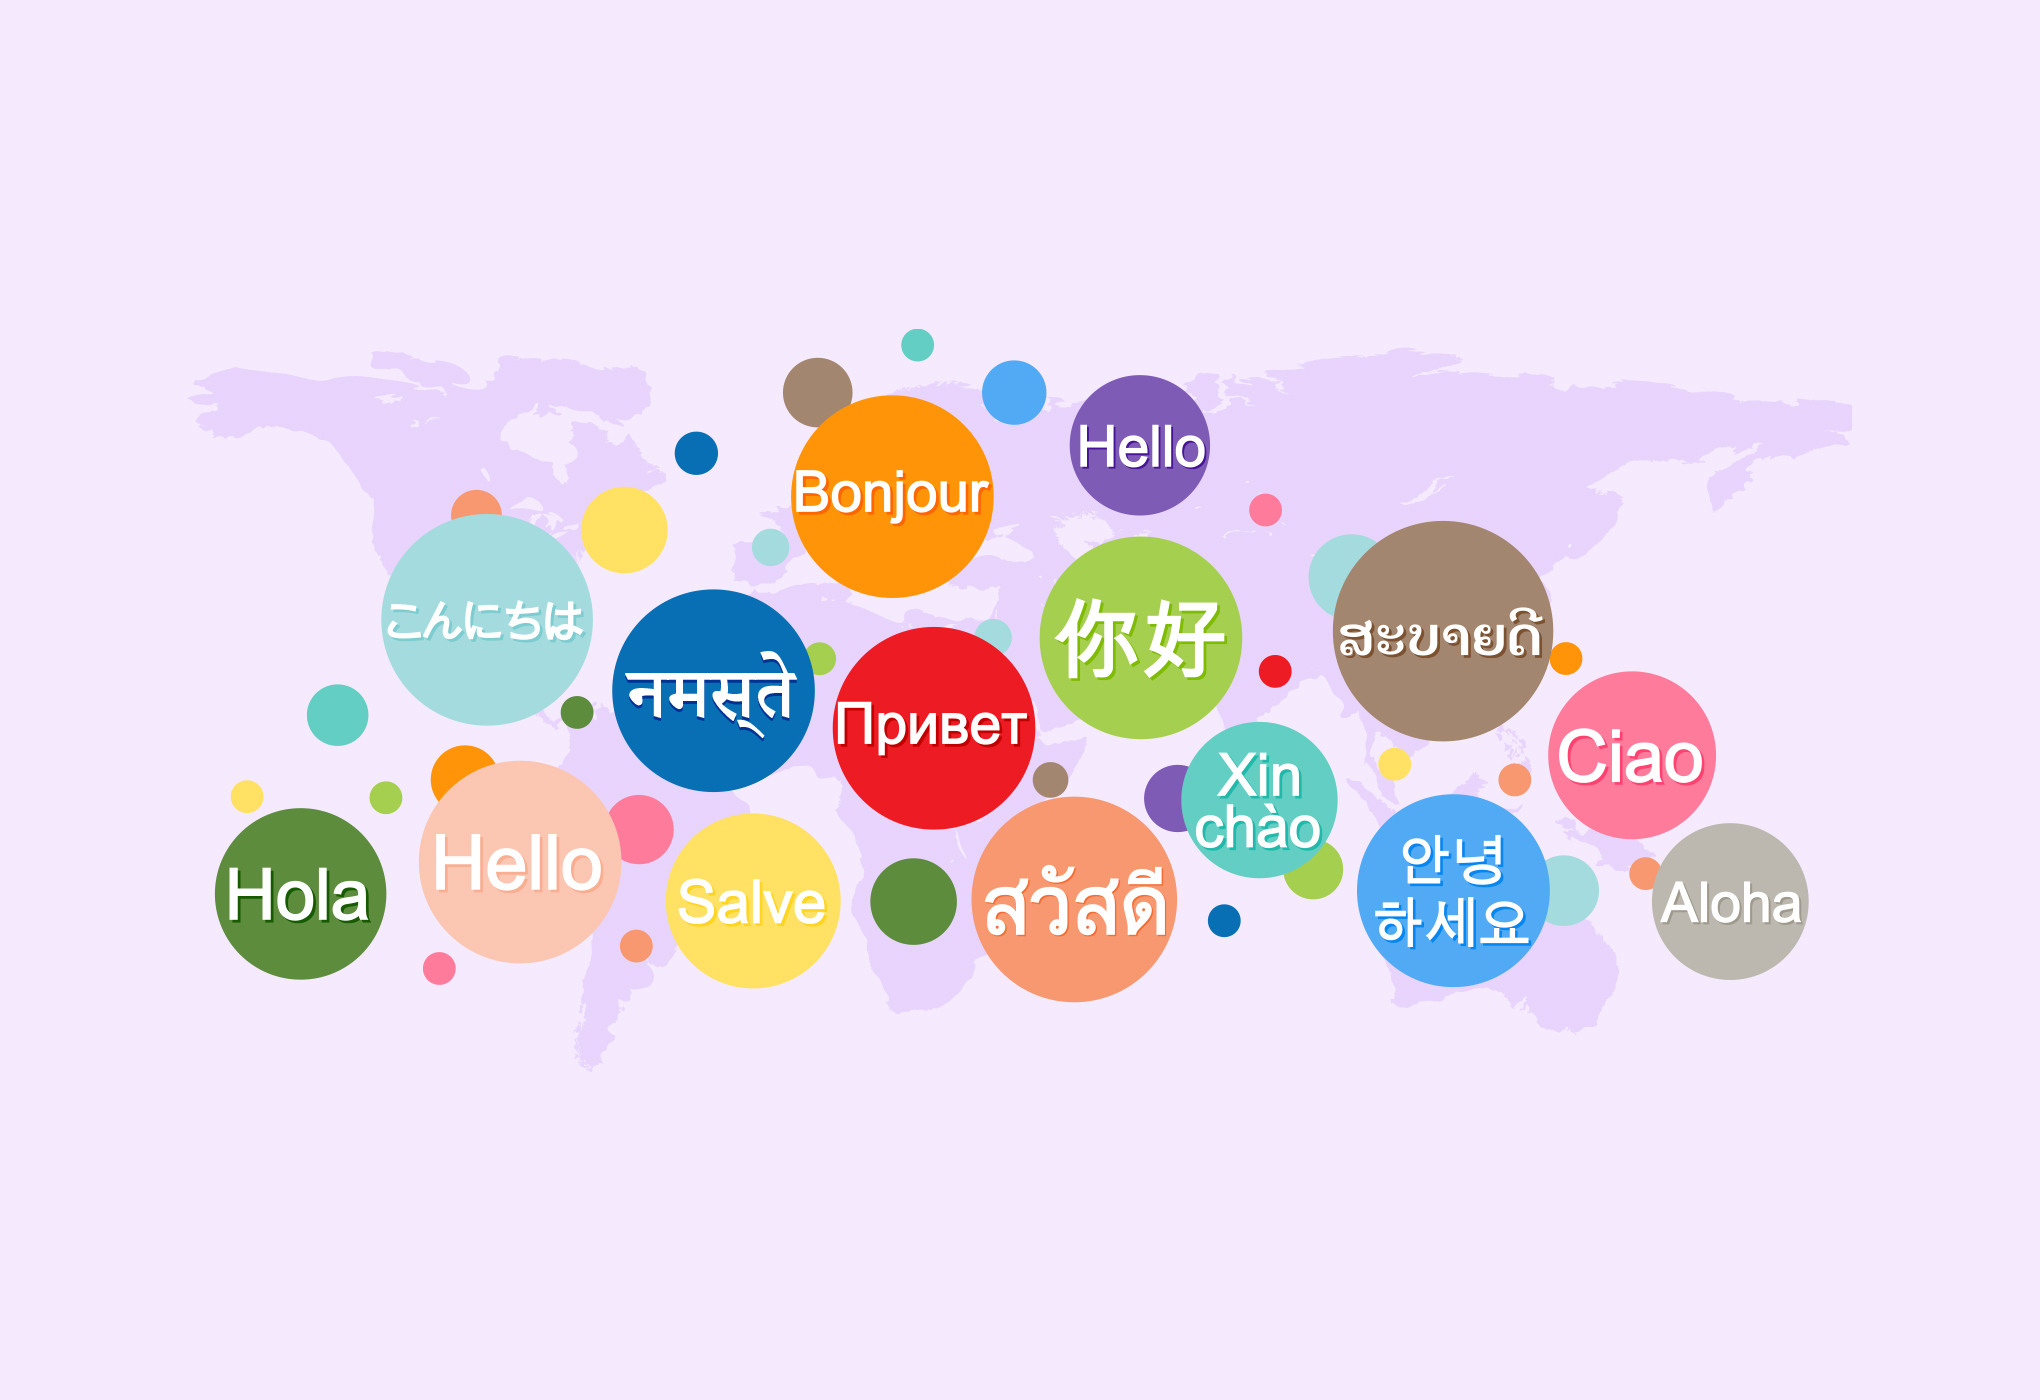 Hello
Bonjour
こんにちは
你好
ສະບາຍດີ
नमस्ते
Привет
Ciao
Xin
chào
Hola
Hello
Salve
สวัสดี
안녕
하세요
Aloha